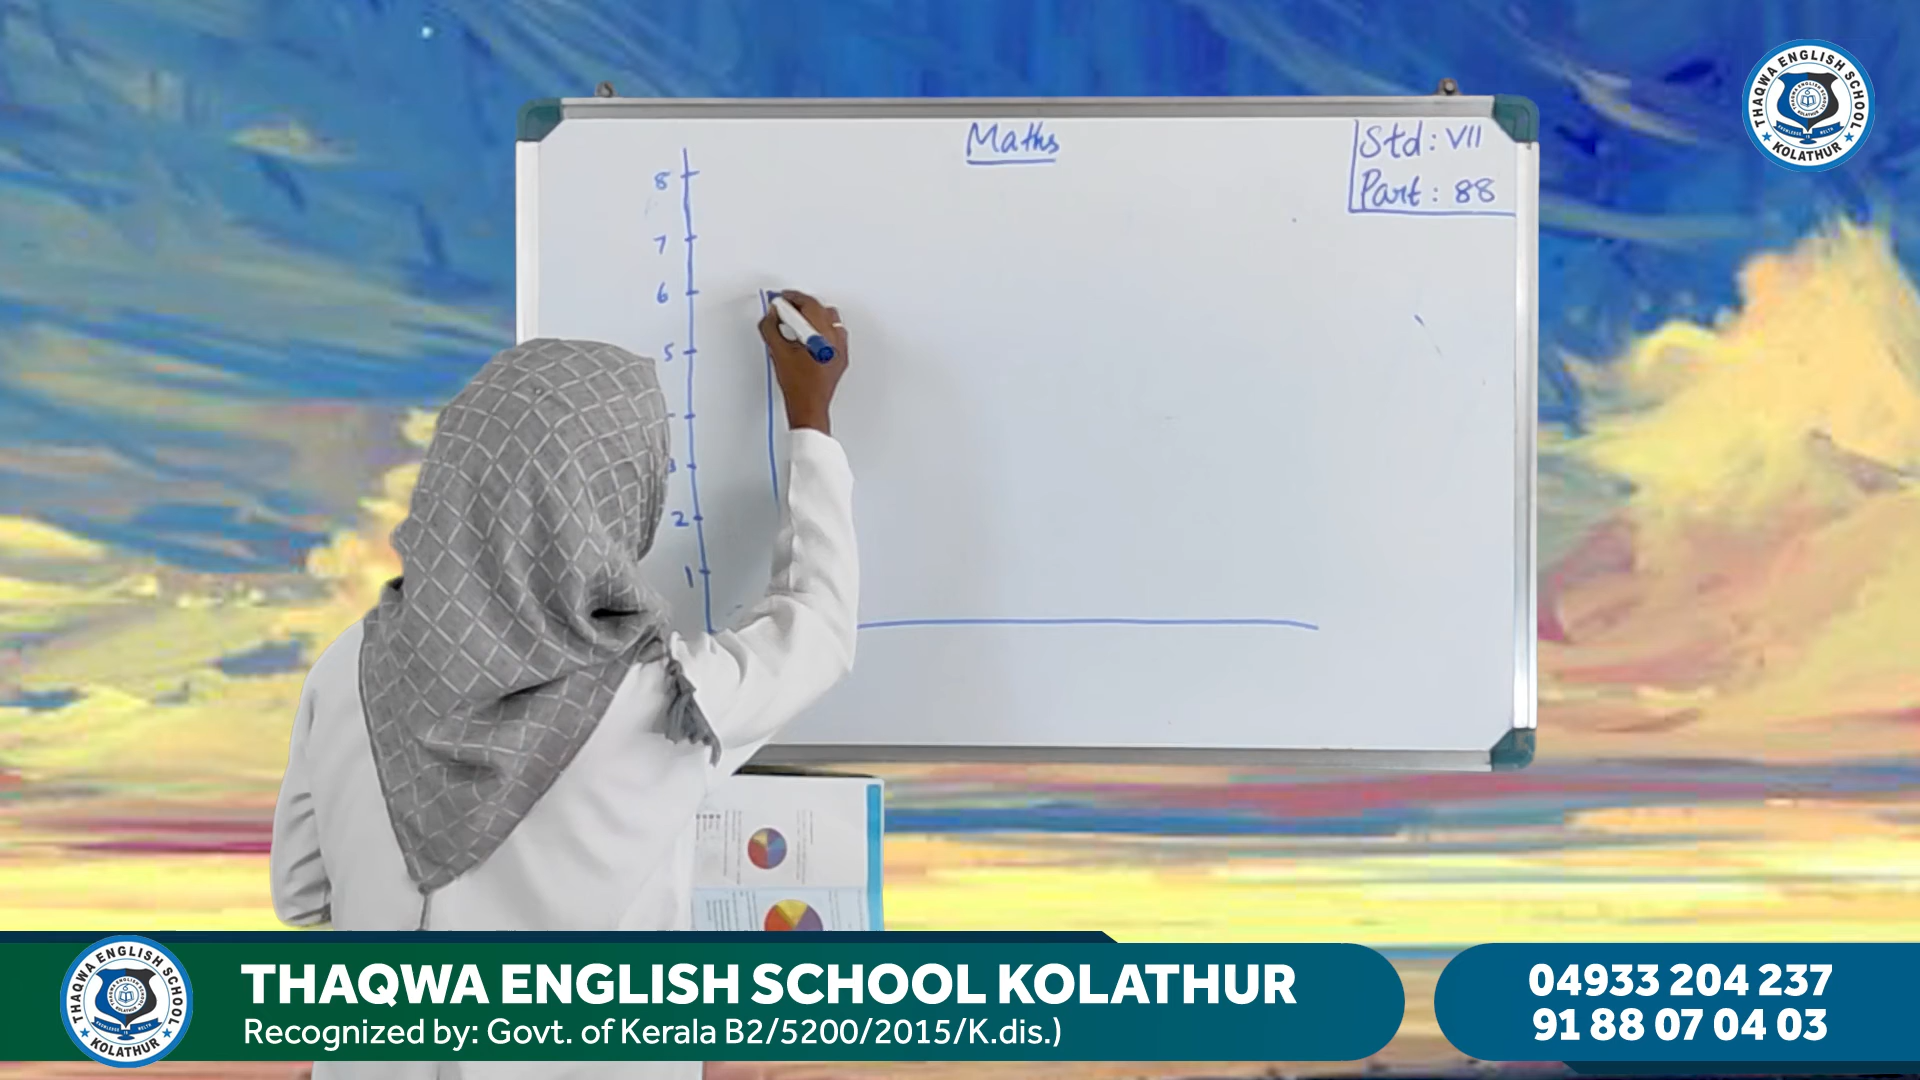 THAQWA ENGLISH SCHOOL
KOLATHUR
Maths
Std: VII
Part: 88
8
7
6
5
3
2
1
THAQWA ENGLISH SCHOOL
KOLATHUR
THAQWA ENGLISH SCHOOL KOLATHUR
Recognized by: Govt. of Kerala B2/5200/2015/K.dis.)
04933 204 237
91 88 07 04 03